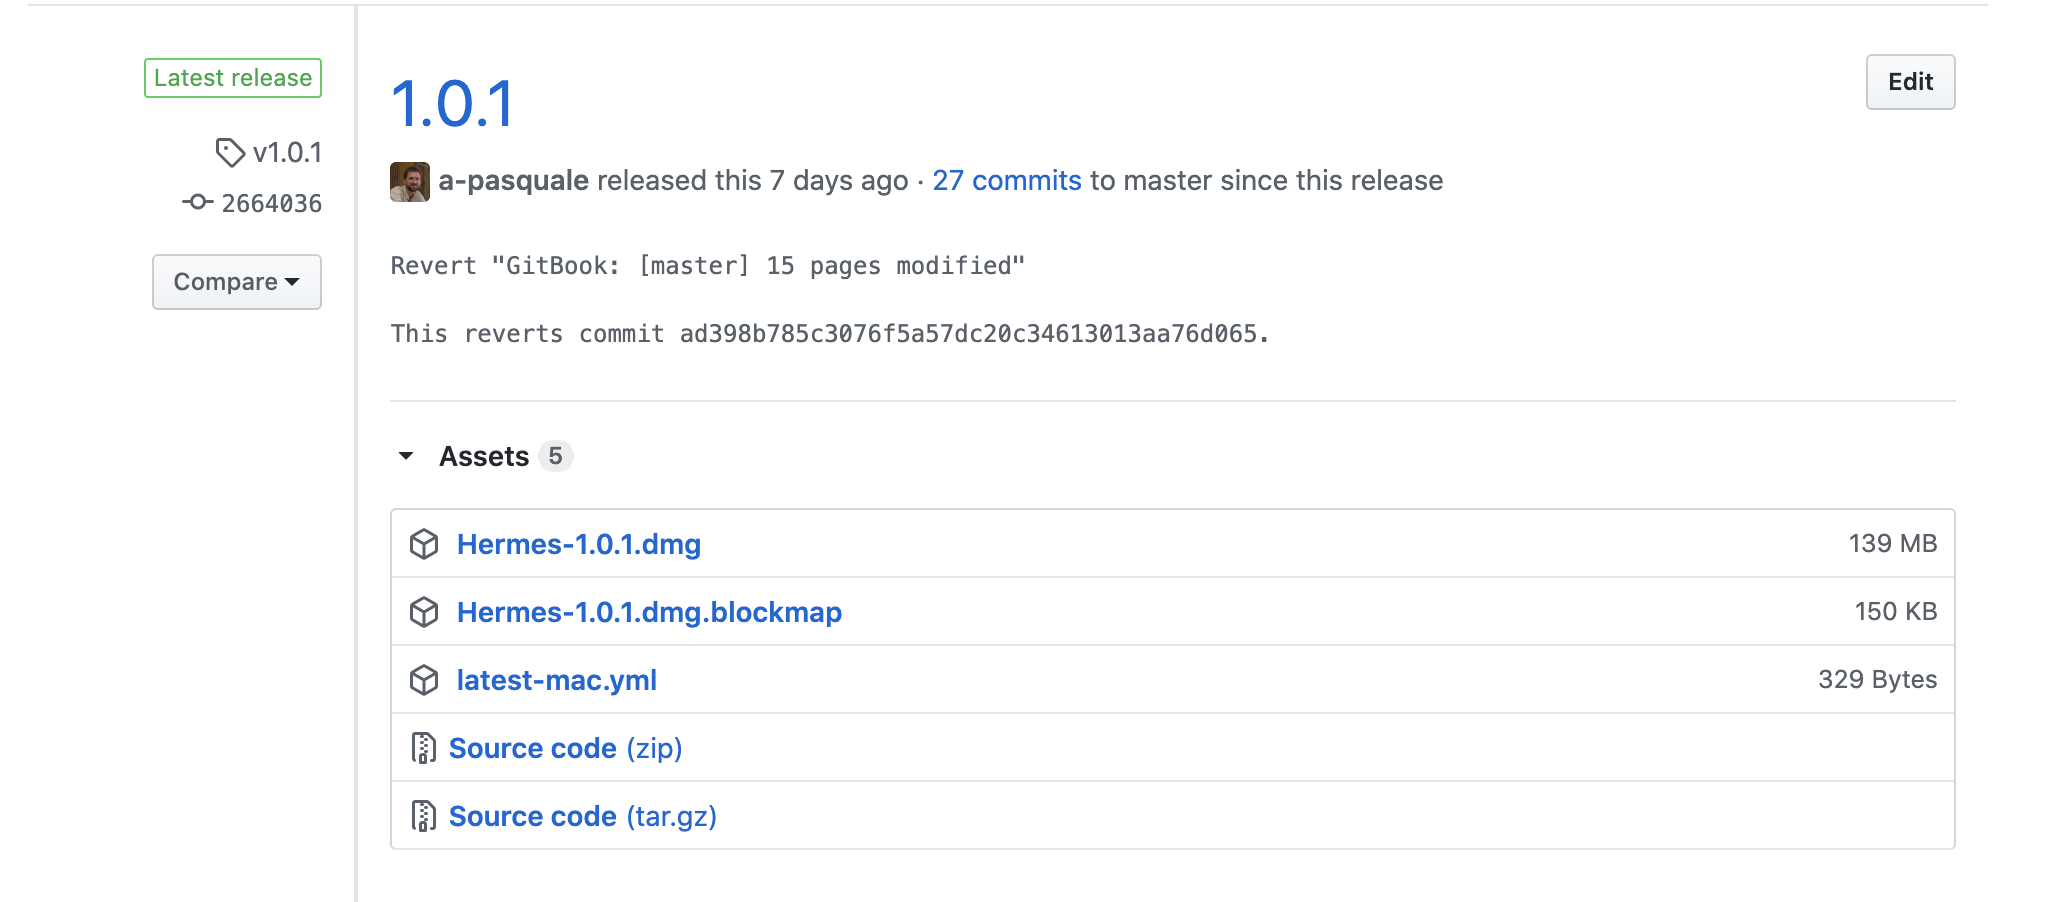 Latest release
v1.0.1
2664036
Compare
1.0.1
Edit
a-pasquale released this 7 days ago · 27 commits to master since this release
Revert "GitBook: [master] 15 pages modified"
This reverts commit ad398b785c3076f5a57dc20c34613013aa76d065.
Assets 5
Hermes-1.0.1.dmg 139 MB
Hermes-1.0.1.dmg.blockmap 150 KB
latest-mac.yml 329 Bytes
Source code (zip)
Source code (tar.gz)